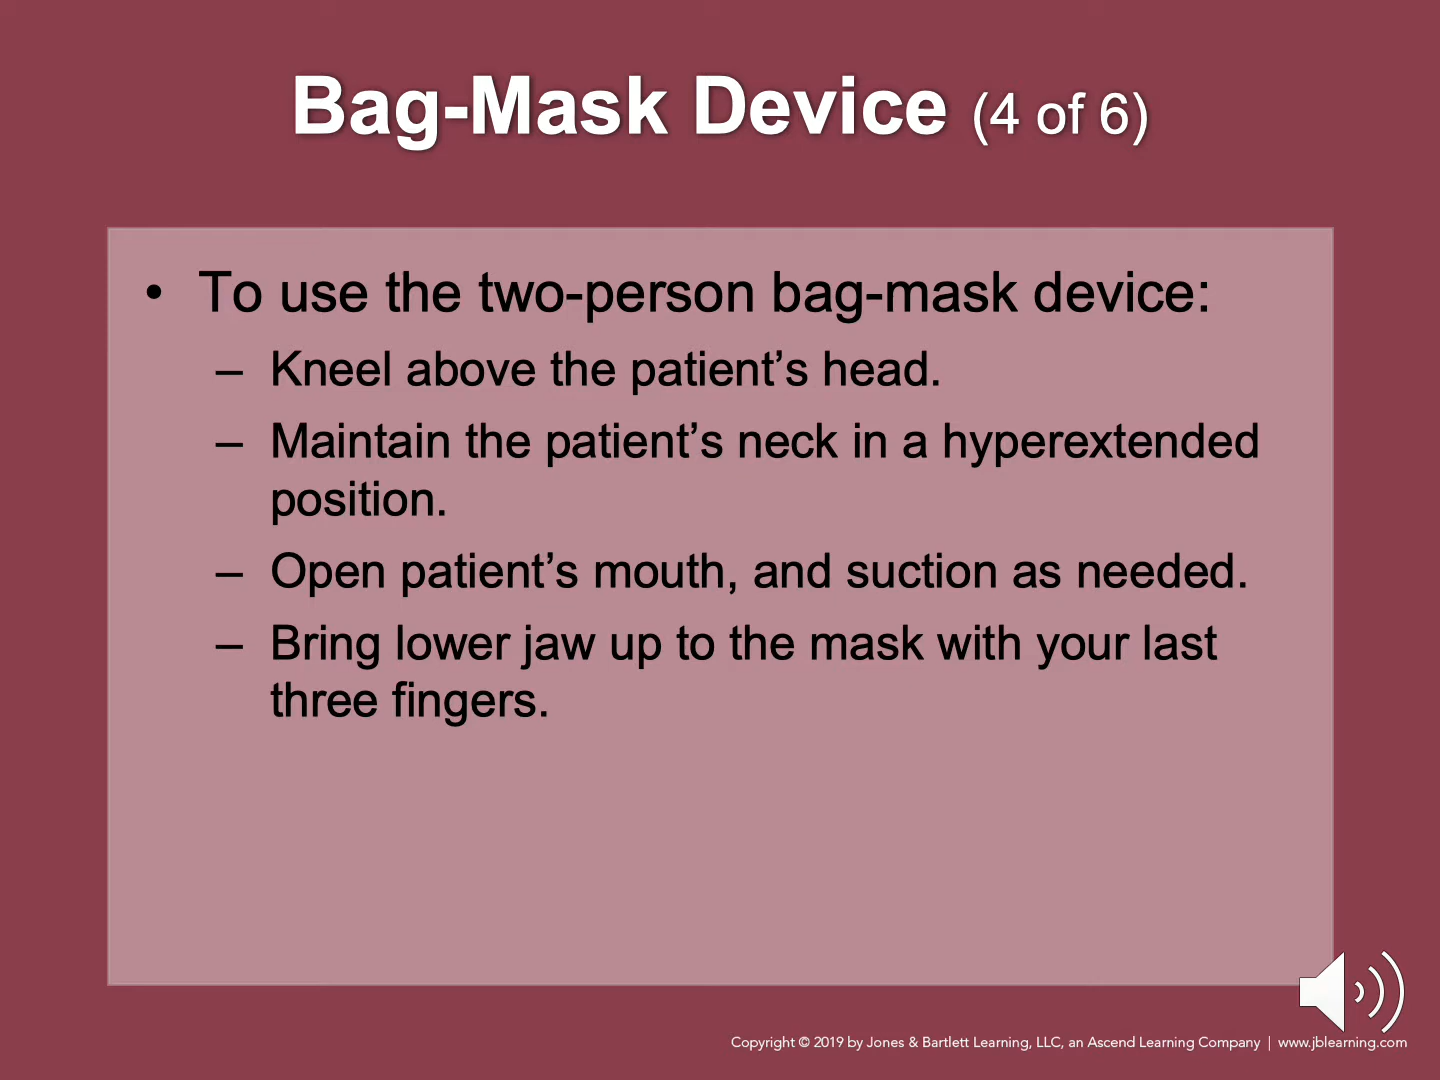 Bag-Mask Device (4 of 6)
• To use the two-person bag-mask device:
– Kneel above the patient’s head.
– Maintain the patient’s neck in a hyperextended
position.
– Open patient’s mouth, and suction as needed.
– Bring lower jaw up to the mask with your last
three fingers.
Copyright © 2019 by Jones & Bartlett Learning, LLC, an Ascend Learning Company | www.jblearning.com